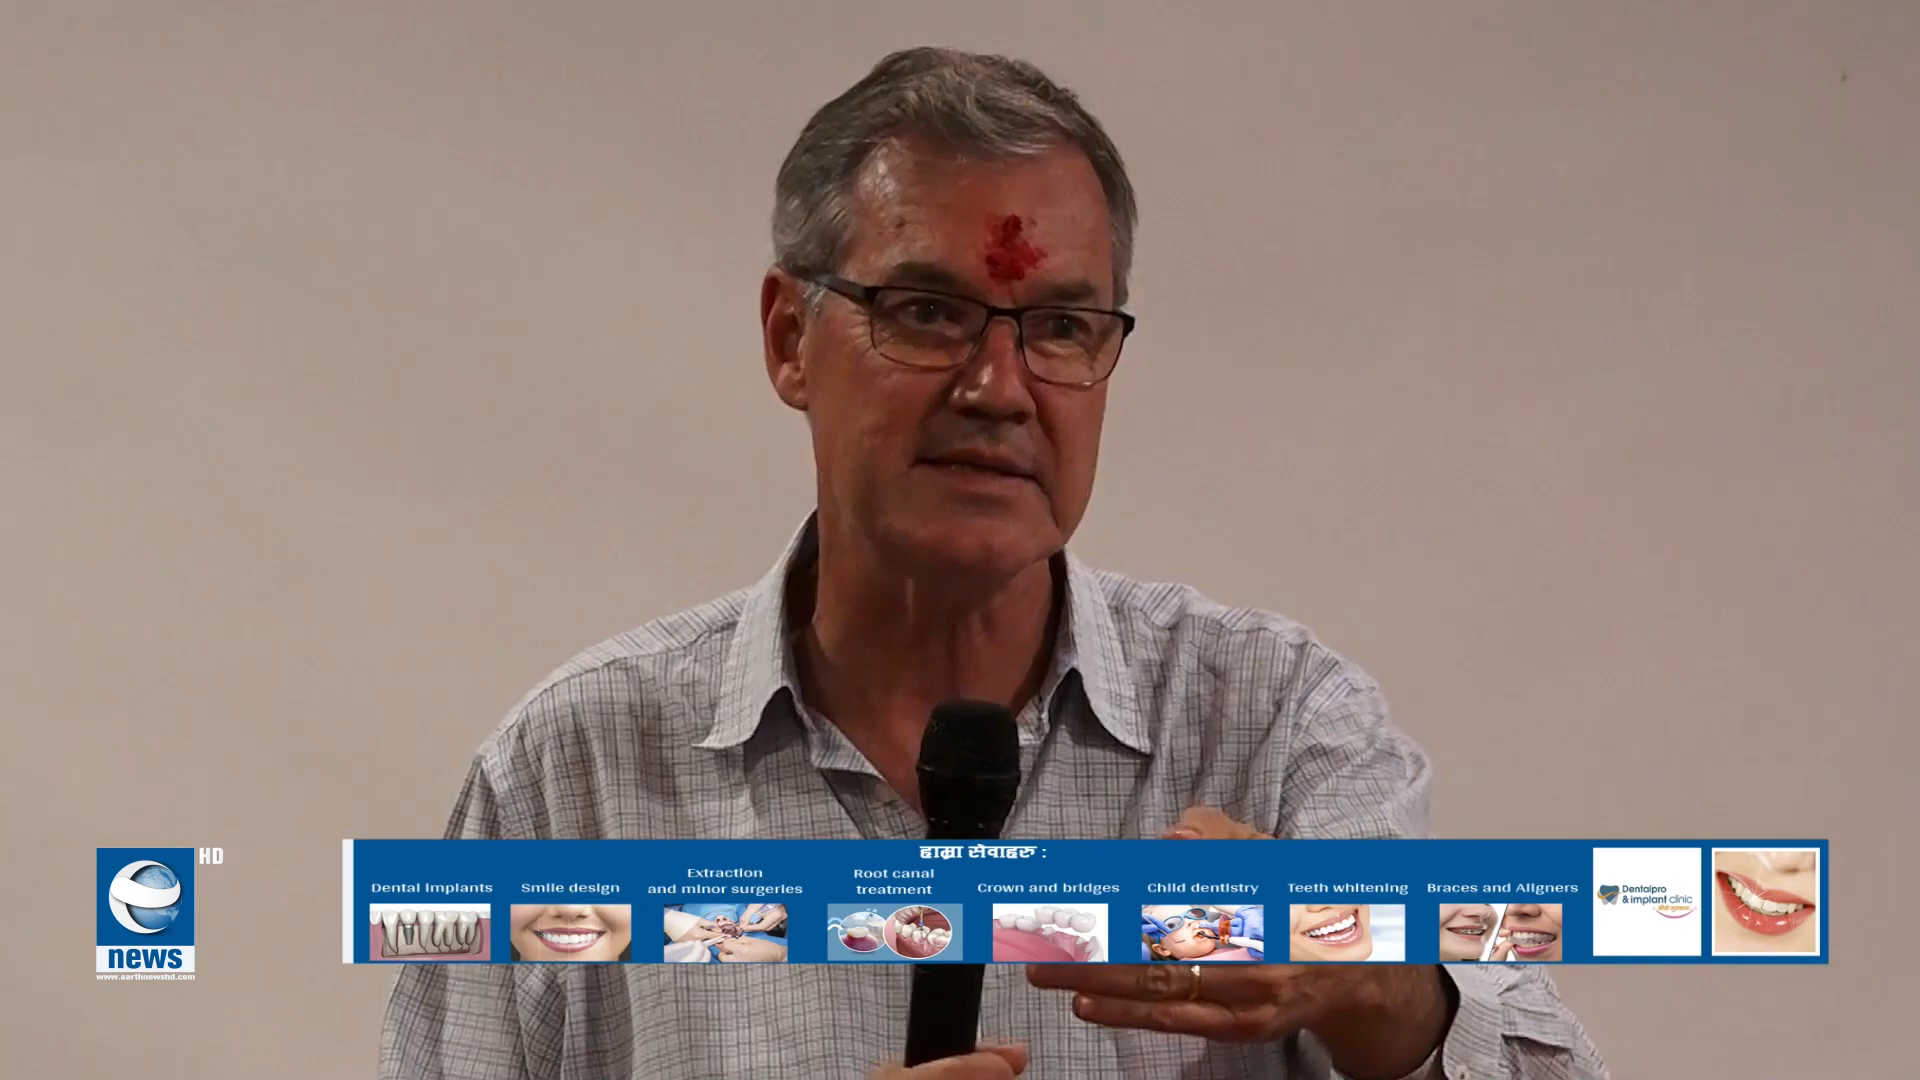 हाम्रा सेवाहरु :
Dental implants
Smile design
Extraction
and minor surgeries
Root canal
treatment
Crown and bridges
Child dentistry
Teeth whitening
Braces and Aligners
Dentalpro
& implant clinic
HD
news
www.earthnewshd.com